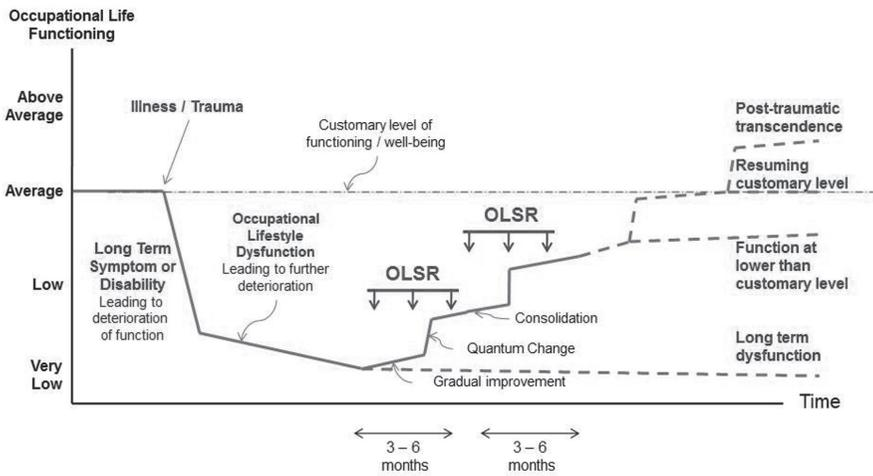 Occupational Life
Functioning
Above
Average
Illness / Trauma
Customary level of
functioning / well-being
Post-traumatic
transcendence
Average
Resuming
customary level
Long Term
Symptom or
Disability
Leading to
deterioration
of function
Occupational
Lifestyle
Dysfunction
Leading to further
deterioration
OLSR
OLSR
Low
Function at
lower than
customary level
Consolidation
Quantum Change
Gradual improvement
Long term
dysfunction
Very
Low
Time
3 – 6
months
3 – 6
months